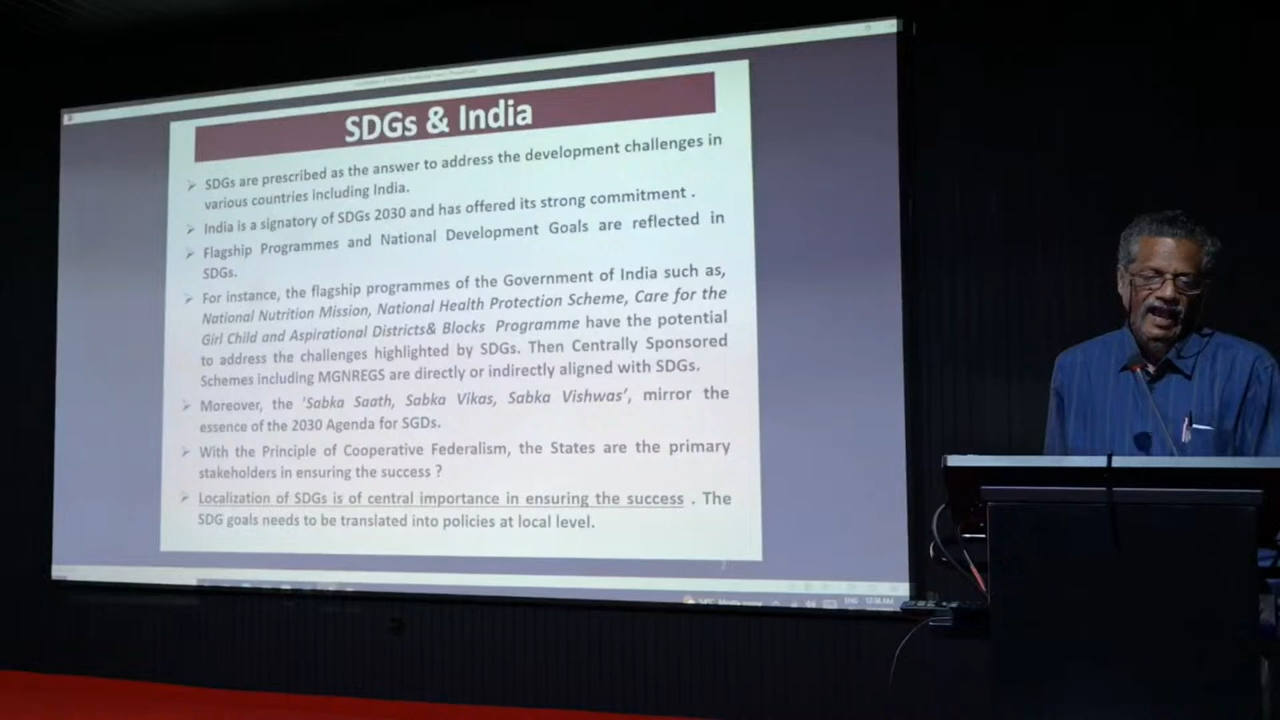 SDGs & India
➢ SDGs are prescribed as the answer to address the development challenges in
various countries including India.
➢ India is a signatory of SDGs 2030 and has offered its strong commitment .
➢ Flagship Programmes and National Development Goals are reflected in
SDGs.
➢ For instance, the flagship programmes of the Government of India such as,
National Nutrition Mission, National Health Protection Scheme, Care for the
Girl Child and Aspirational Districts& Blocks Programme have the potential
to address the challenges highlighted by SDGs. Then Centrally Sponsored
Schemes including MGNREGS are directly or indirectly aligned with SDGs.
➢ Moreover, the 'Sabka Saath, Sabka Vikas, Sabka Vishwas’, mirror the
essence of the 2030 Agenda for SGDs.
➢ With the Principle of Cooperative Federalism, the States are the primary
stakeholders in ensuring the success ?
➢ Localization of SDGs is of central importance in ensuring the success . The
SDG goals needs to be translated into policies at local level.
ENG